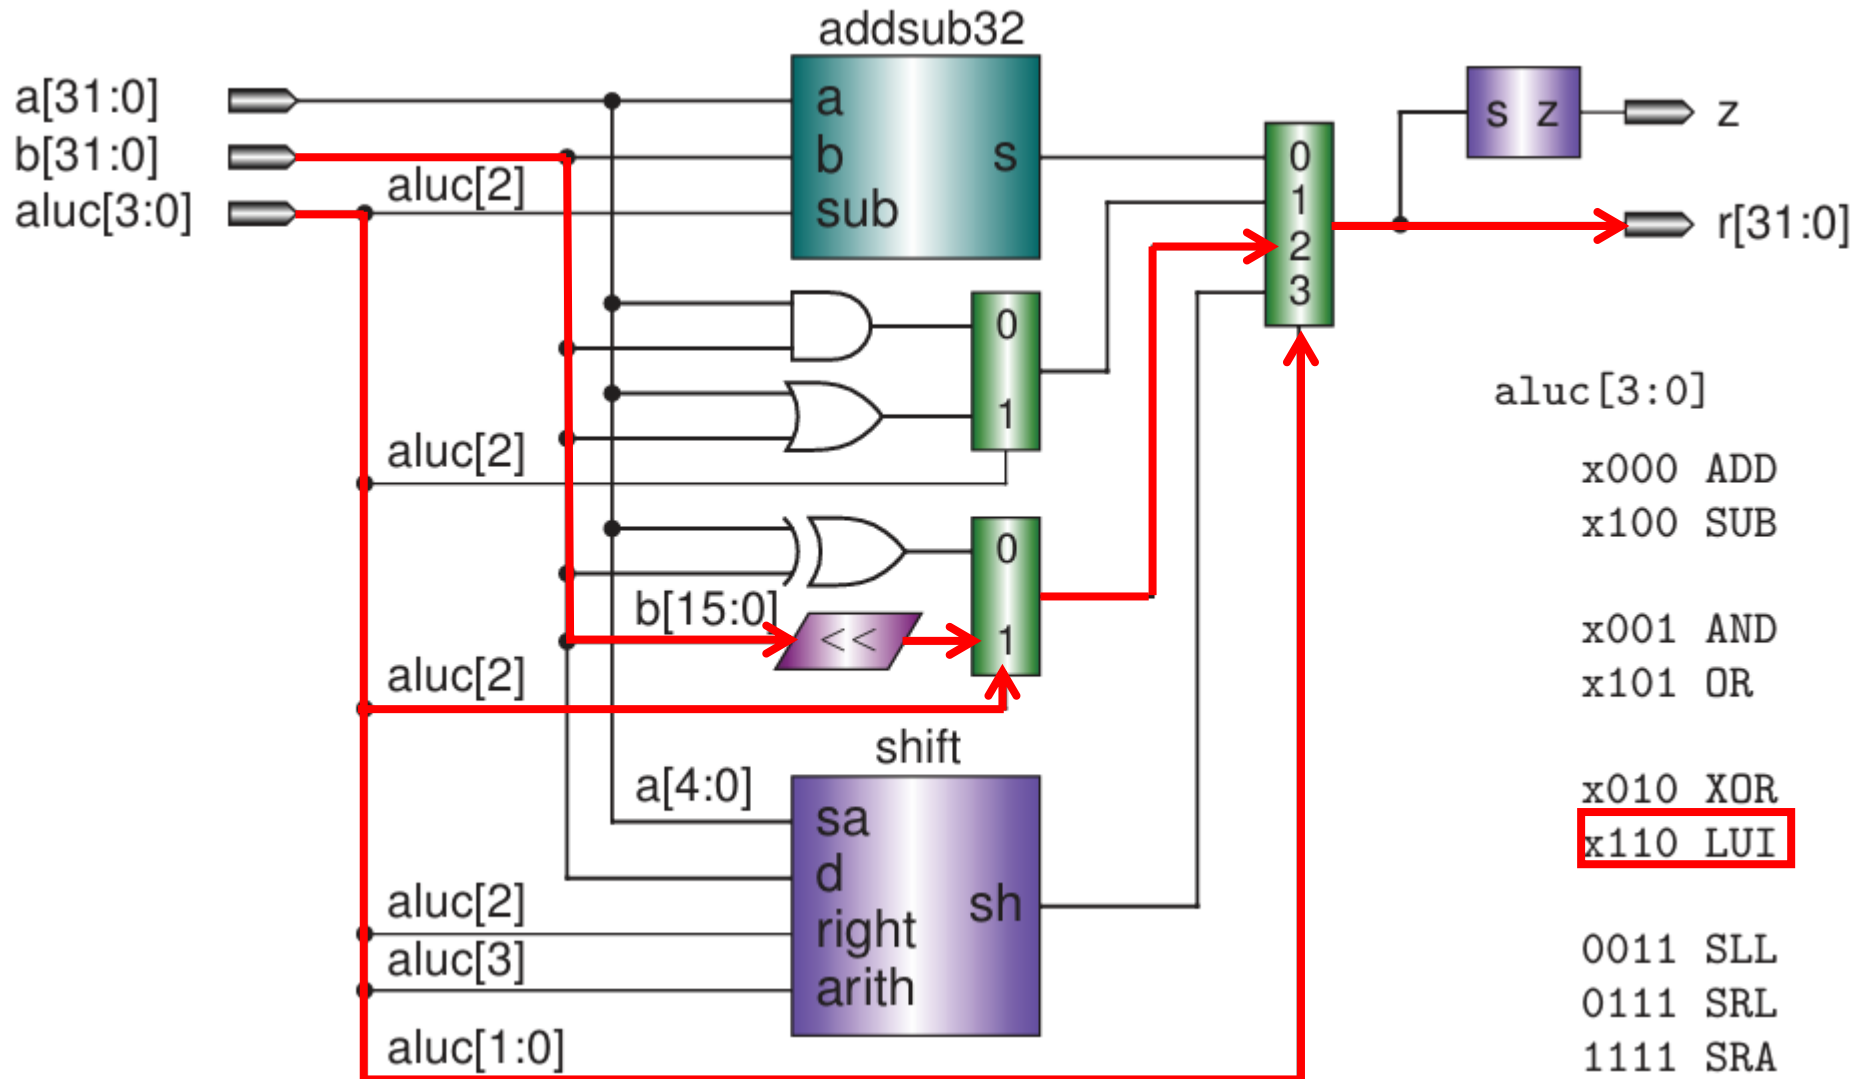 addsub32
a[31:0]
b[31:0]
aluc[3:0]
aluc[2]
a
b
sub
s
0
1
2
3
s z
z
r[31:0]
0
1
aluc[2]
0
1
b[15:0]
<<
aluc[2]
shift
a[4:0]
sa
d
right
arith
sh
aluc[2]
aluc[3]
aluc[1:0]
aluc[3:0]
x000 ADD
x100 SUB
x001 AND
x101 OR
x010 XOR
x110 LUI
0011 SLL
0111 SRL
1111 SRA